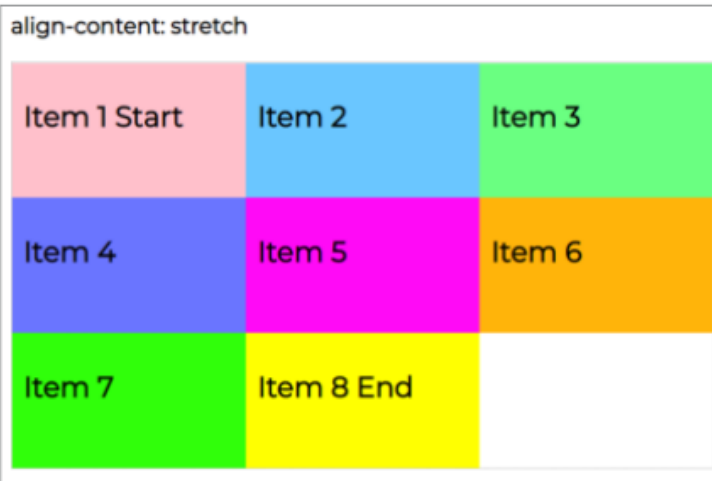 align-content: stretch
Item 1 Start
Item 2
Item 3
Item 4
Item 5
Item 6
Item 7
Item 8 End